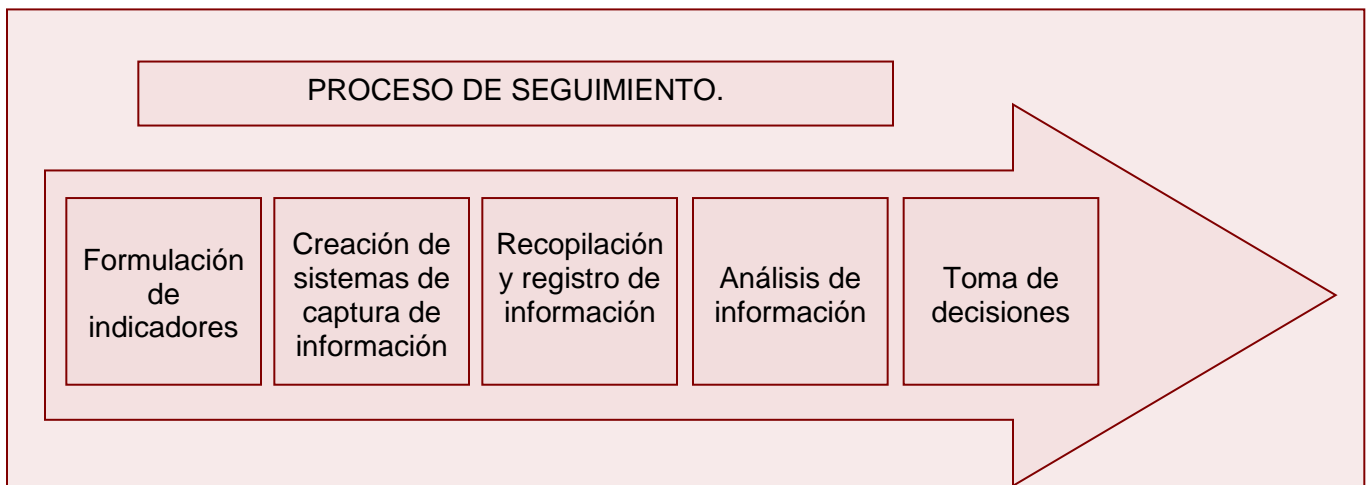 PROCESO DE SEGUIMIENTO.
Formulación
de
indicadores
Creación de
sistemas de
captura de
información
Recopilación
y registro de
información
Análisis de
información
Toma de
decisiones